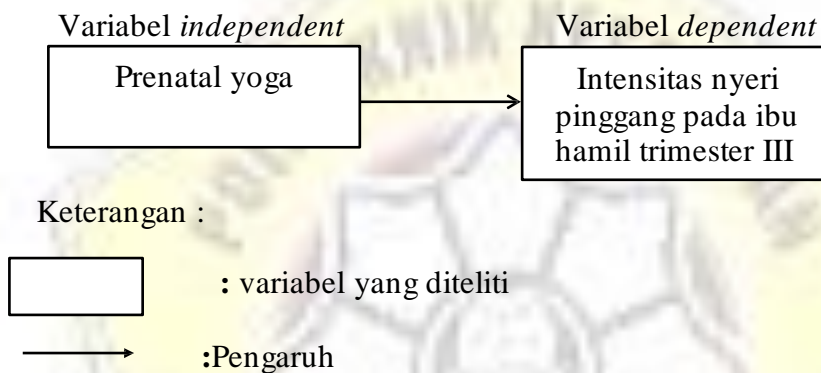 Variabel independent Variabel dependent
Prenatal yoga
Intensitas nyeri
pinggang pada ibu
hamil trimester III
Keterangan :
: variabel yang diteliti
:Pengaruh